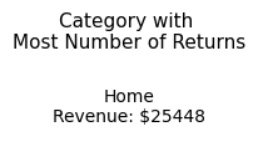 Category with
Most Number of Returns
Home
Revenue: $25448